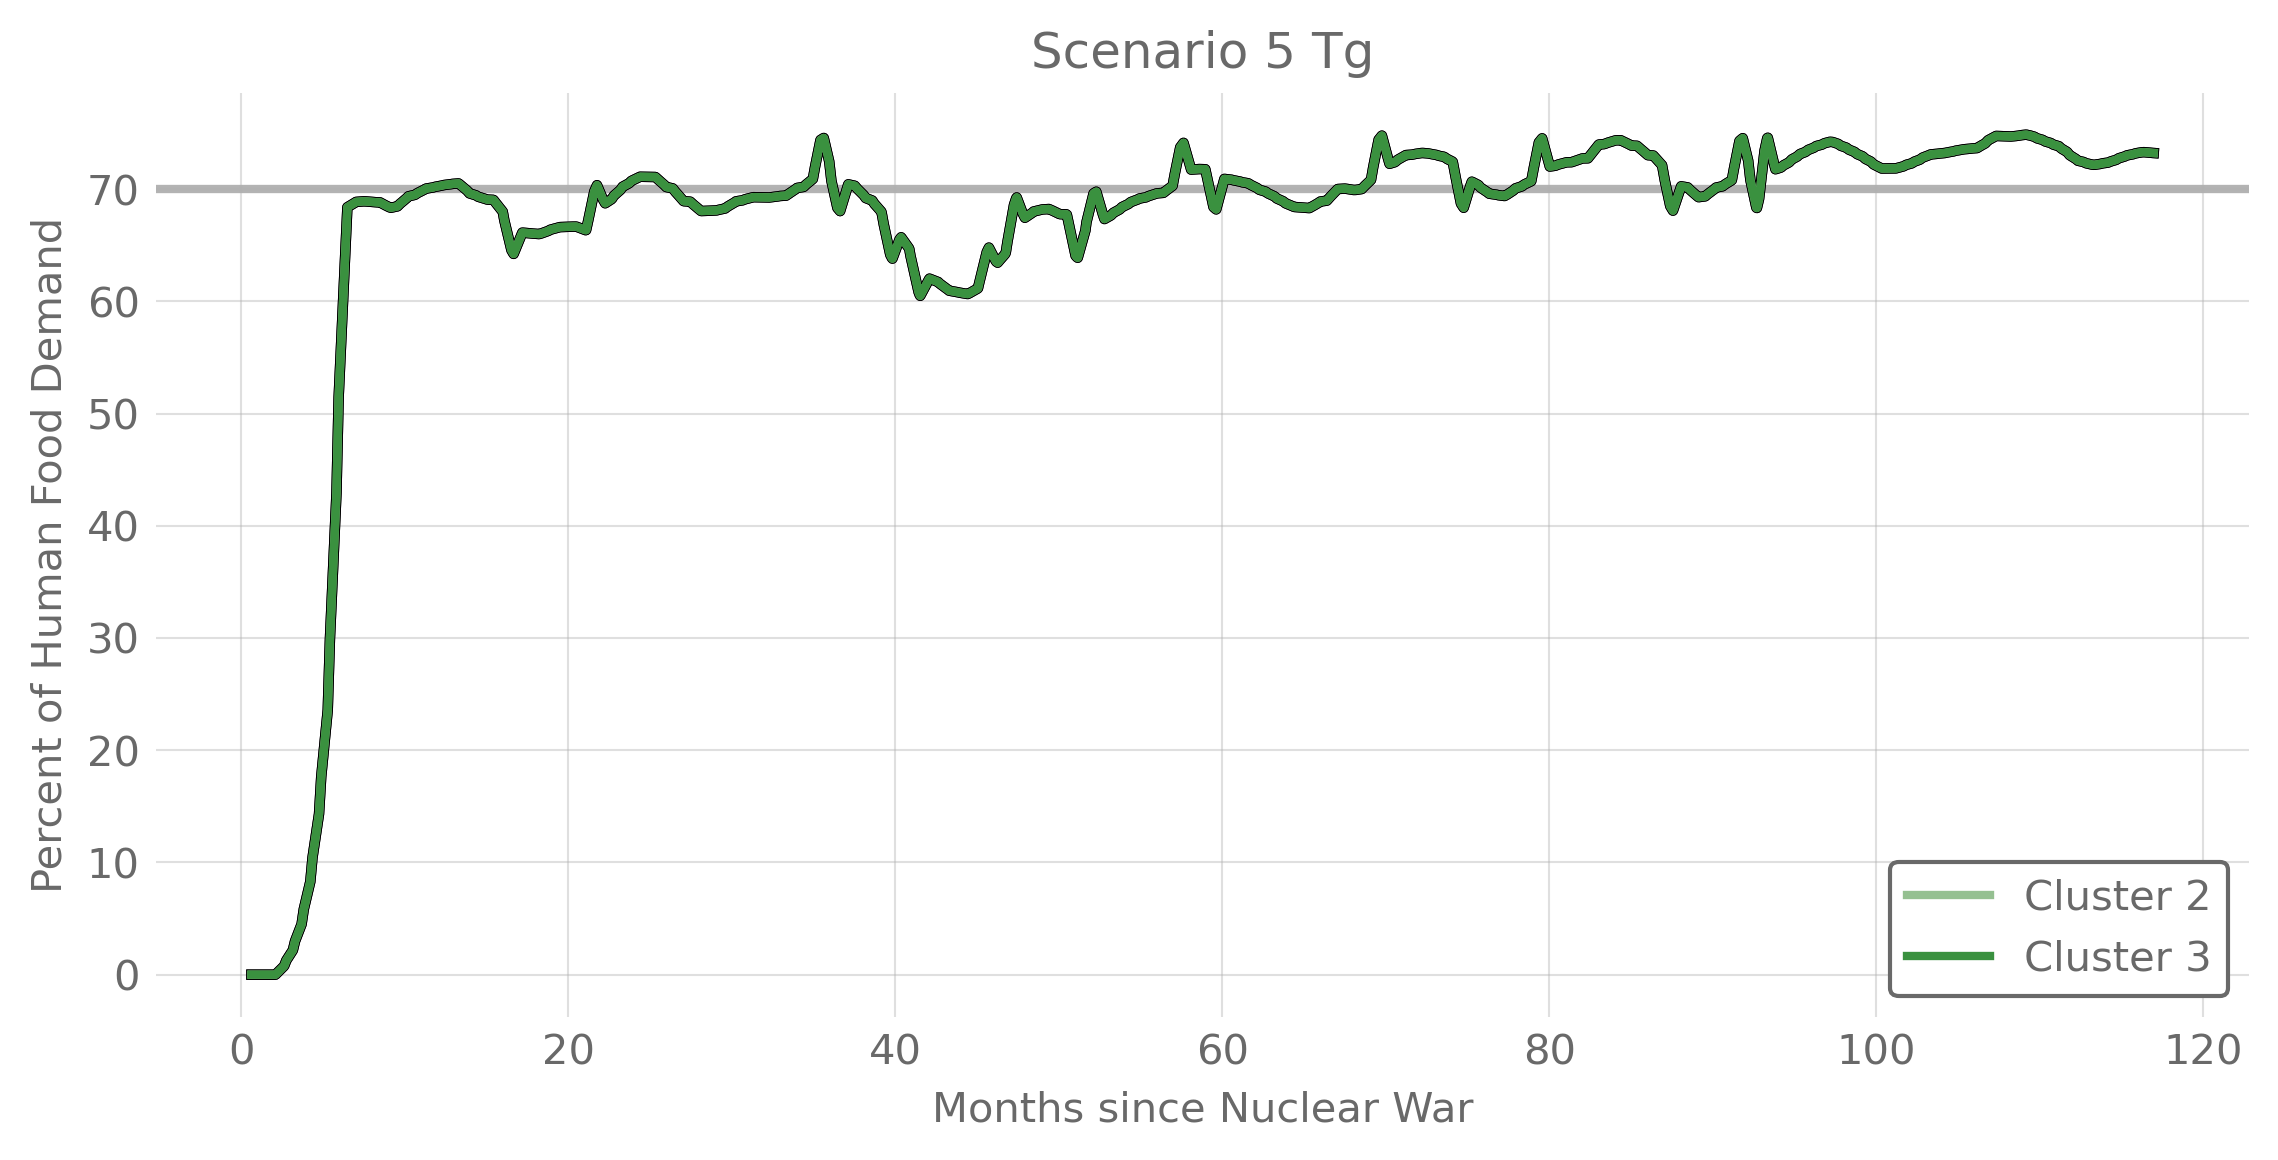 Scenario 5 Tg
Percent of Human Food Demand
70
60
50
40
30
20
10
0
0 20 40 60 80 100 120
Months since Nuclear War
Cluster 2
Cluster 3